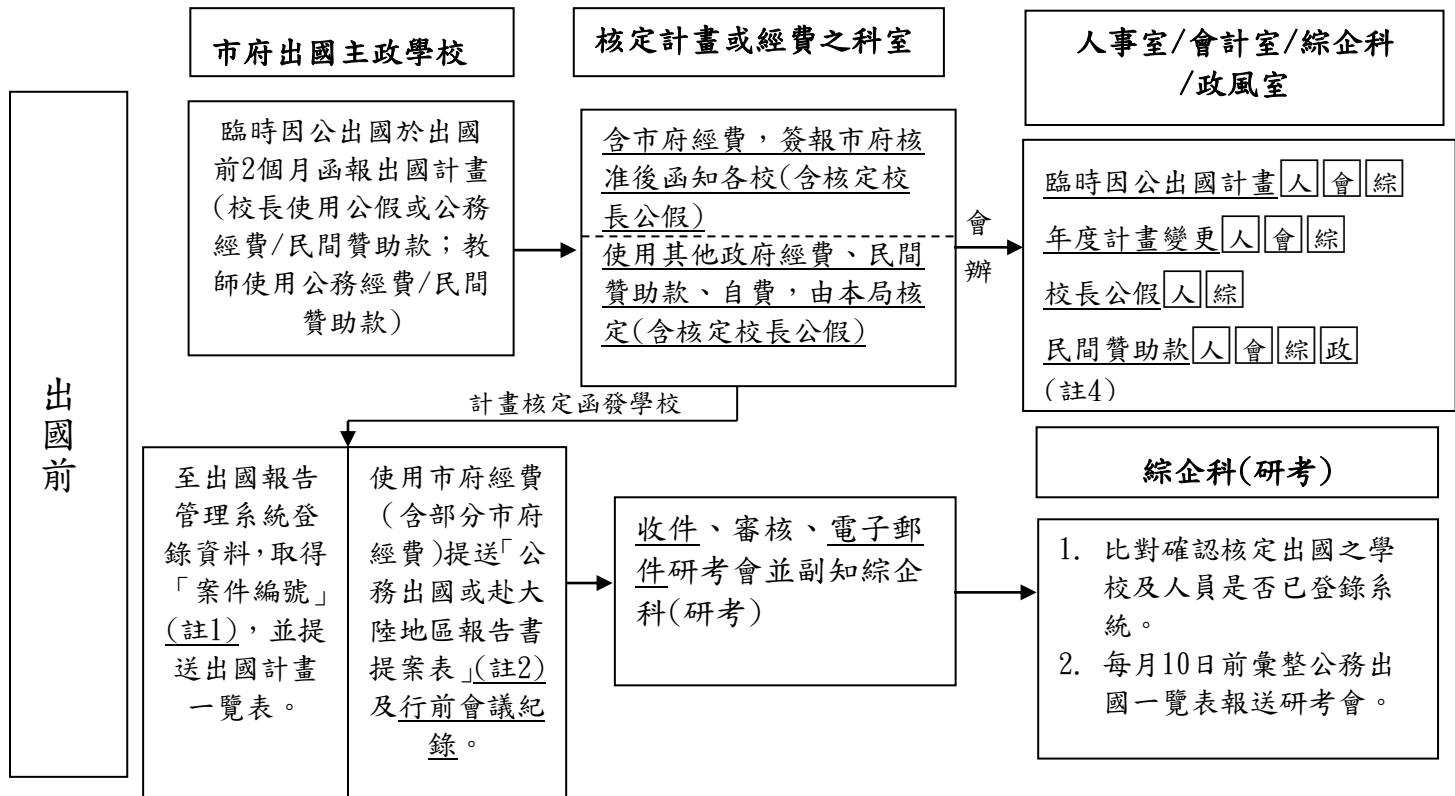 市府出國主政學校
核定計畫或經費之科室
人事室/會計室/綜企科
/政風室
出國前
臨時因公出國於出國
前2個月函報出國計畫
(校長使用公假或公務
經費/民間贊助款；教
師使用公務經費/民間
贊助款)
含市府經費，簽報市府核
准後函知各校(含核定校
長公假)
使用其他政府經費、民間
贊助款、自費，由本局核
定(含核定校長公假)
會
辦
臨時因公出國計畫人會綜
年度計畫變更人會綜
校長公假人綜
民間贊助款人會綜政
(註4)
計畫核定函發學校
至出國報告
管理系統登
錄資料，取得
「案件編號」
(註1)，並提
送出國計畫
一覽表。
使用市府經費
(含部分市府
經費)提送「公
務出國或赴大
陸地區報告書
提案表」(註2)
及行前會議紀
錄。
收件、審核、電子郵
件研考會並副知綜企
科(研考)
綜企科(研考)
1. 比對確認核定出國之學
校及人員是否已登錄系
統。
2. 每月10日前彙整公務出
國一覽表報送研考會。